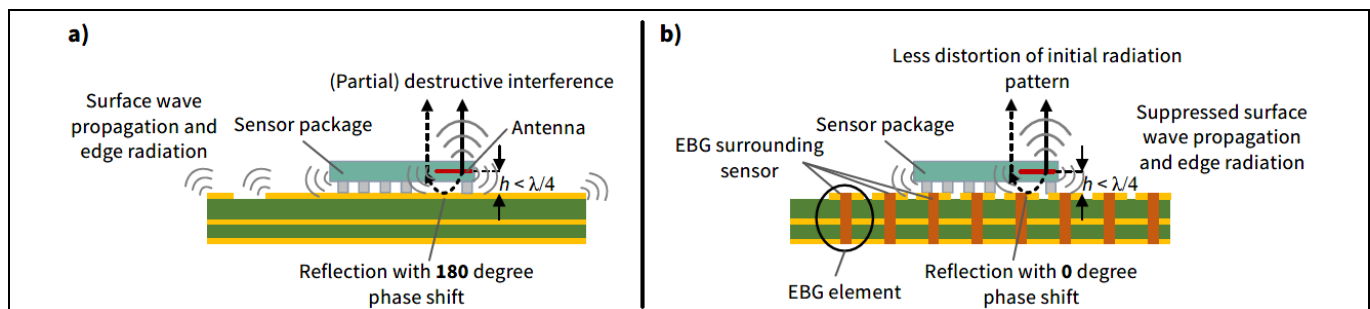 a)
(Partial) destructive interference
Surface wave
propagation and
edge radiation
Sensor package
Antenna
h < λ/4
Reflection with 180 degree
phase shift
b)
Less distortion of initial radiation
pattern
Sensor package
Suppressed surface
wave propagation
and edge radiation
EBG surrounding
sensor
h < λ/4
EBG element
Reflection with 0 degree
phase shift